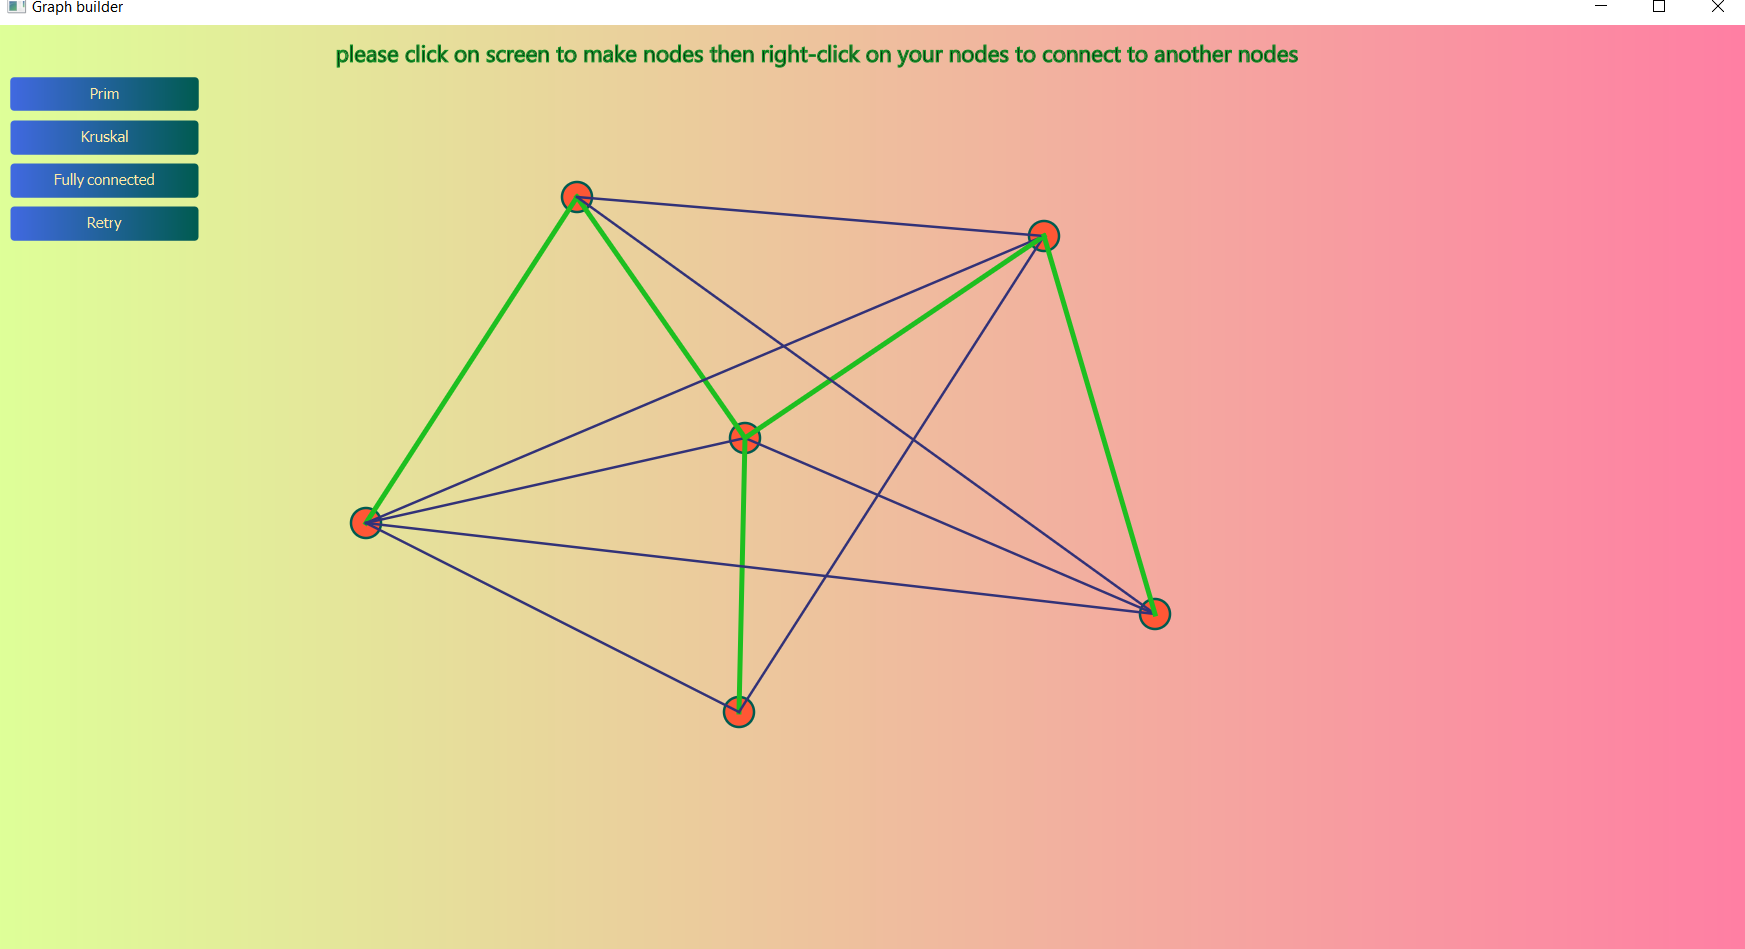 Graph builder
please click on screen to make nodes then right-click on your nodes to connect to another nodes
Prim
Kruskal
Fully connected
Retry